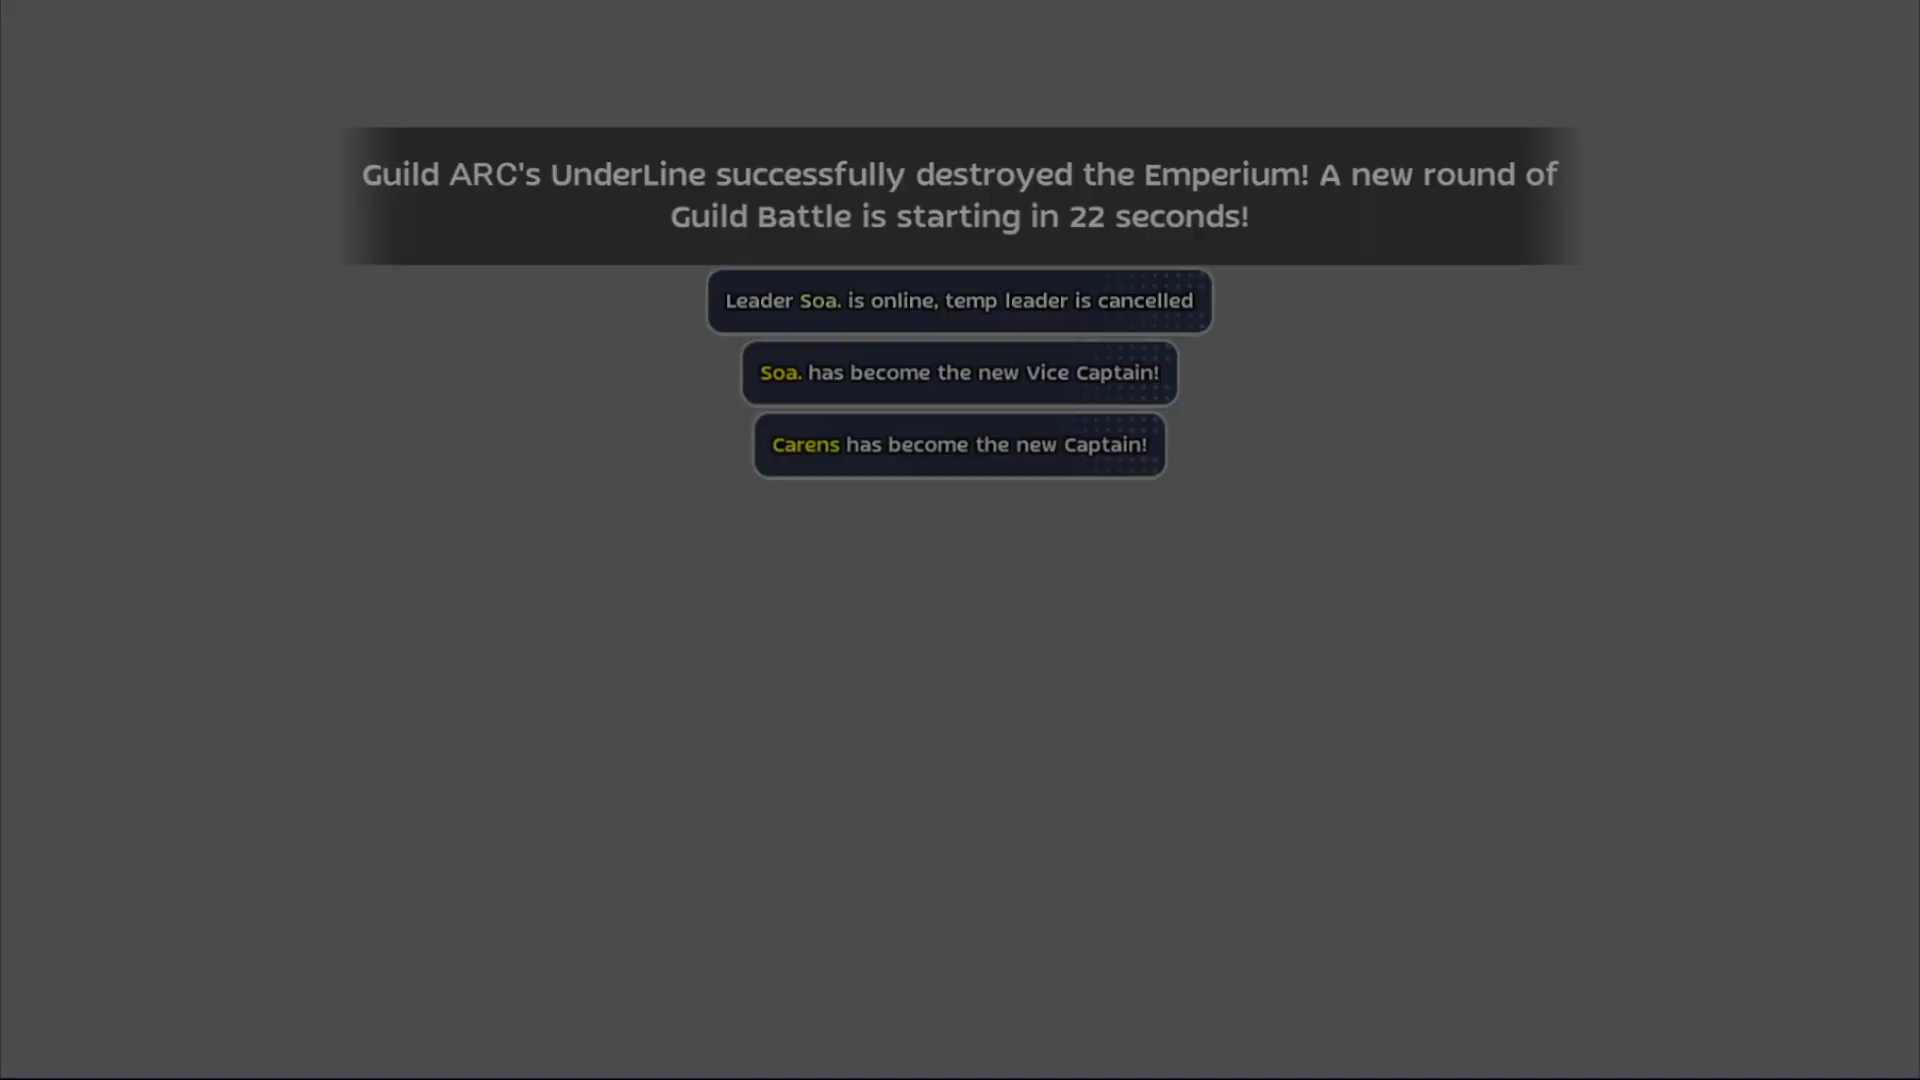 Guild ARC's UnderLine successfully destroyed the Emperium! A new round of
Guild Battle is starting in 22 seconds!
Leader Soa. is online, temp leader is cancelled
Soa. has become the new Vice Captain!
Carens has become the new Captain!